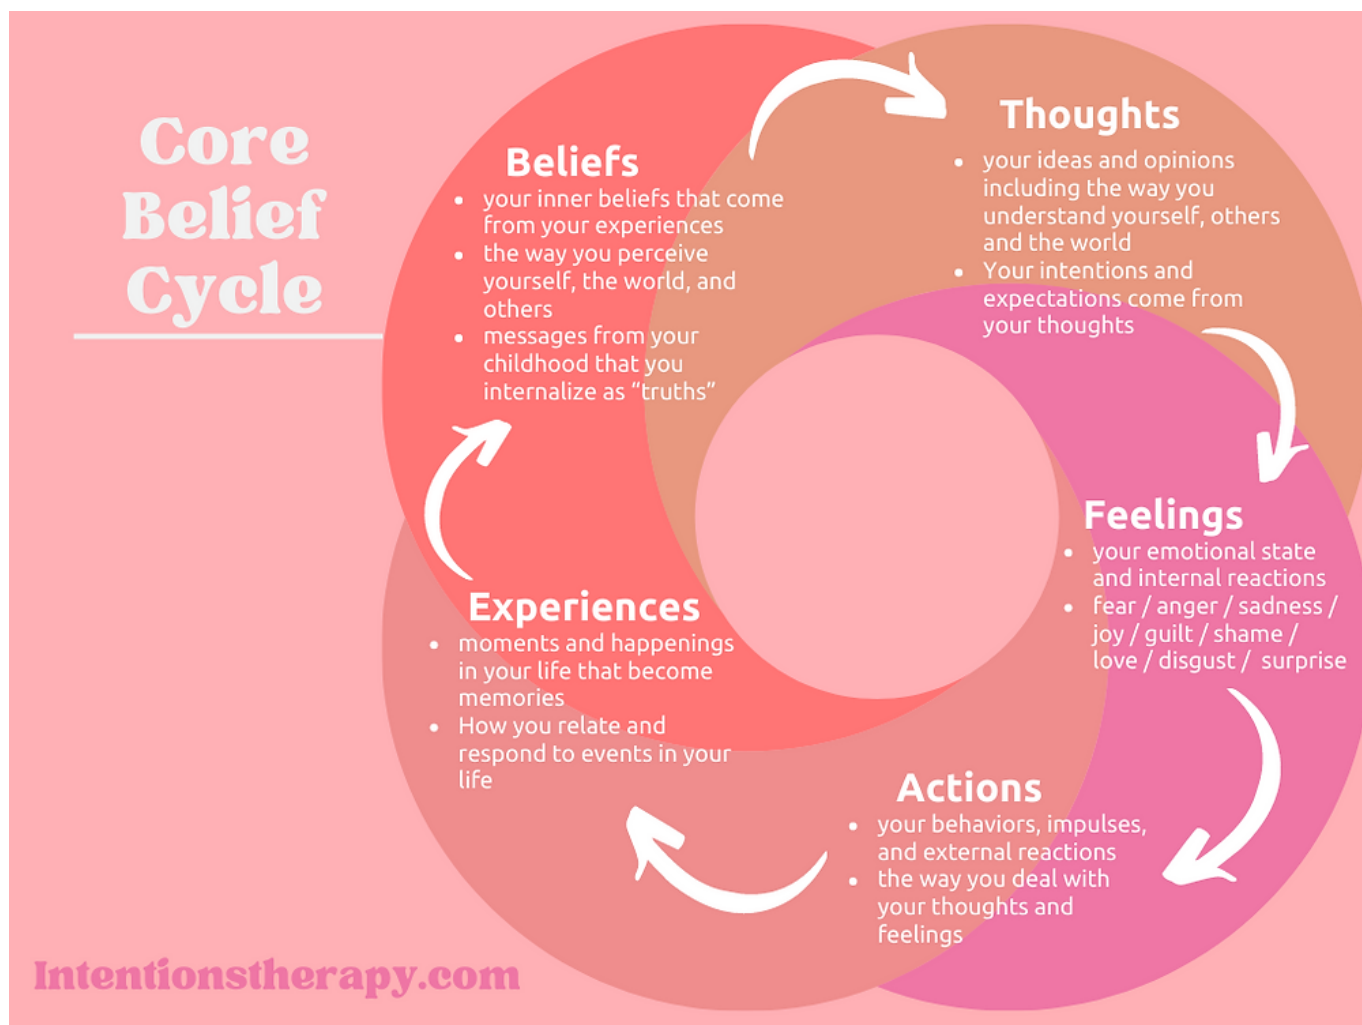 Core
Belief
Cycle
Beliefs
• your inner beliefs that come
from your experiences
• the way you perceive
yourself, the world, and
others
• messages from your
childhood that you
internalize as “truths”
Thoughts
• your ideas and opinions
including the way you
understand yourself, others
and the world
• Your intentions and
expectations come from
your thoughts
Feelings
• your emotional state
and internal reactions
• fear / anger / sadness /
joy / guilt / shame /
love / disgust / surprise
Actions
• your behaviors, impulses,
and external reactions
• the way you deal with
your thoughts and
feelings
Experiences
• moments and happenings
in your life that become
memories
• How you relate and
respond to events in your
life
Intentionstherapy.com